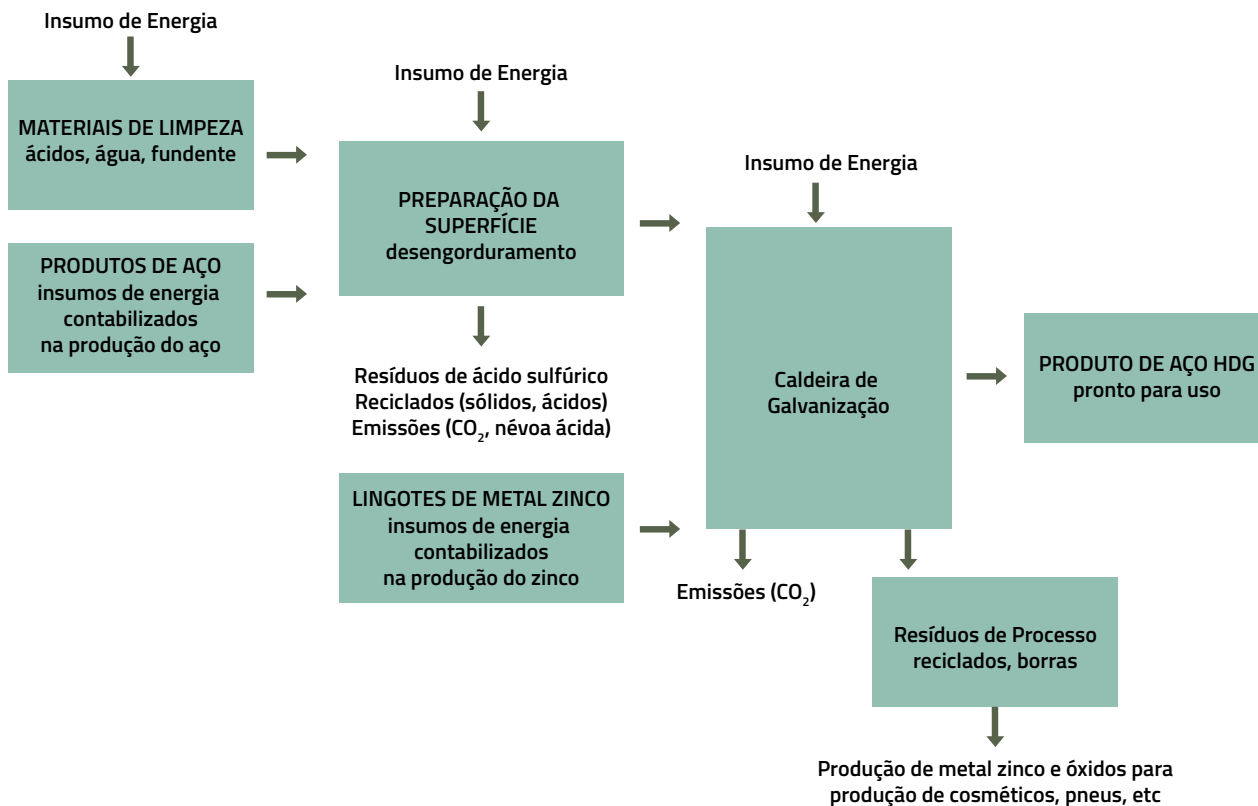 Insumo de Energia
MATERIAIS DE LIMPEZA
ácidos, água, fundente
PRODUTOS DE AÇO
insumos de energia
contabilizados
na produção do aço
Insumo de Energia
PREPARAÇÃO DA
SUPERFÍCIE
desengorduramento
Resíduos de ácido sulfúrico
Reciclados (sólidos, ácidos)
Emissões (CO₂, névoa ácida)
LINGOTES DE METAL ZINCO
insumos de energia
contabilizados
na produção do zinco
Insumo de Energia
Caldeira de
Galvanização
Emissões (CO₂)
PRODUTO DE AÇO HDG
pronto para uso
Resíduos de Processo
reciclados, borras
Produção de metal zinco e óxidos para
produção de cosméticos, pneus, etc